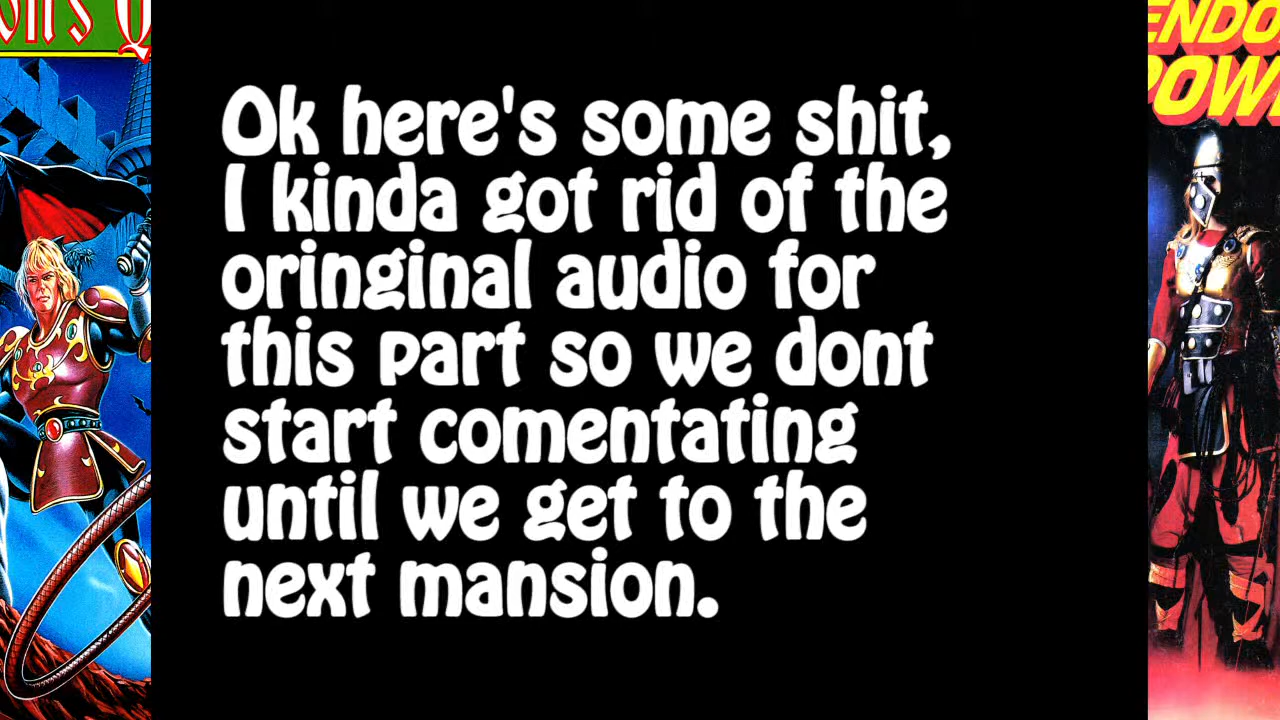 Ok here's some shit,
I kinda got rid of the
oringinal audio for
this part so we dont
start comentating
until we get to the
next mansion.